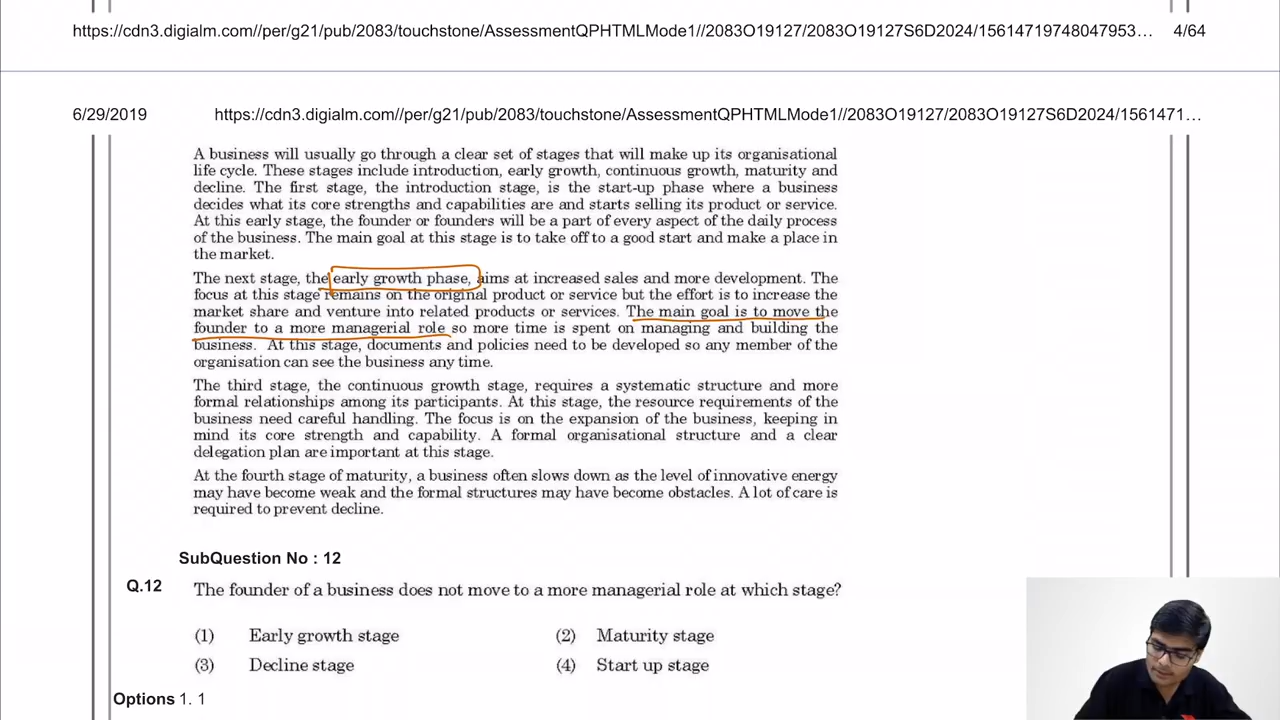 https://cdn3.digialm.com//per/g21/pub/2083/touchstone/AssessmentQPHTMLMode1//2083O19127/2083O19127S6D2024/15614719748047953… 4/64
6/29/2019 https://cdn3.digialm.com//per/g21/pub/2083/touchstone/AssessmentQPHTMLMode1//2083O19127/2083O19127S6D2024/1561471…
A business will usually go through a clear set of stages that will make up its organisational
life cycle. These stages include introduction, early growth, continuous growth, maturity and
decline. The first stage, the introduction stage, is the start-up phase where a business
decides what its core strengths and capabilities are and starts selling its product or service.
At this early stage, the founder or founders will be a part of every aspect of the daily process
of the business. The main goal at this stage is to take off to a good start and make a place in
the market.
The next stage, the early growth phase, aims at increased sales and more development. The
focus at this stage remains on the original product or service but the effort is to increase the
market share and venture into related products or services. The main goal is to move the
founder to a more managerial role so more time is spent on managing and building the
business. At this stage, documents and policies need to be developed so any member of the
organisation can see the business any time.
The third stage, the continuous growth stage, requires a systematic structure and more
formal relationships among its participants. At this stage, the resource requirements of the
business need careful handling. The focus is on the expansion of the business, keeping in
mind its core strength and capability. A formal organisational structure and a clear
delegation plan are important at this stage.
At the fourth stage of maturity, a business often slows down as the level of innovative energy
may have become weak and the formal structures may have become obstacles. A lot of care is
required to prevent decline.
SubQuestion No : 12
Q.12 The founder of a business does not move to a more managerial role at which stage?
(1) Early growth stage (2) Maturity stage
(3) Decline stage (4) Start up stage
Options 1. 1